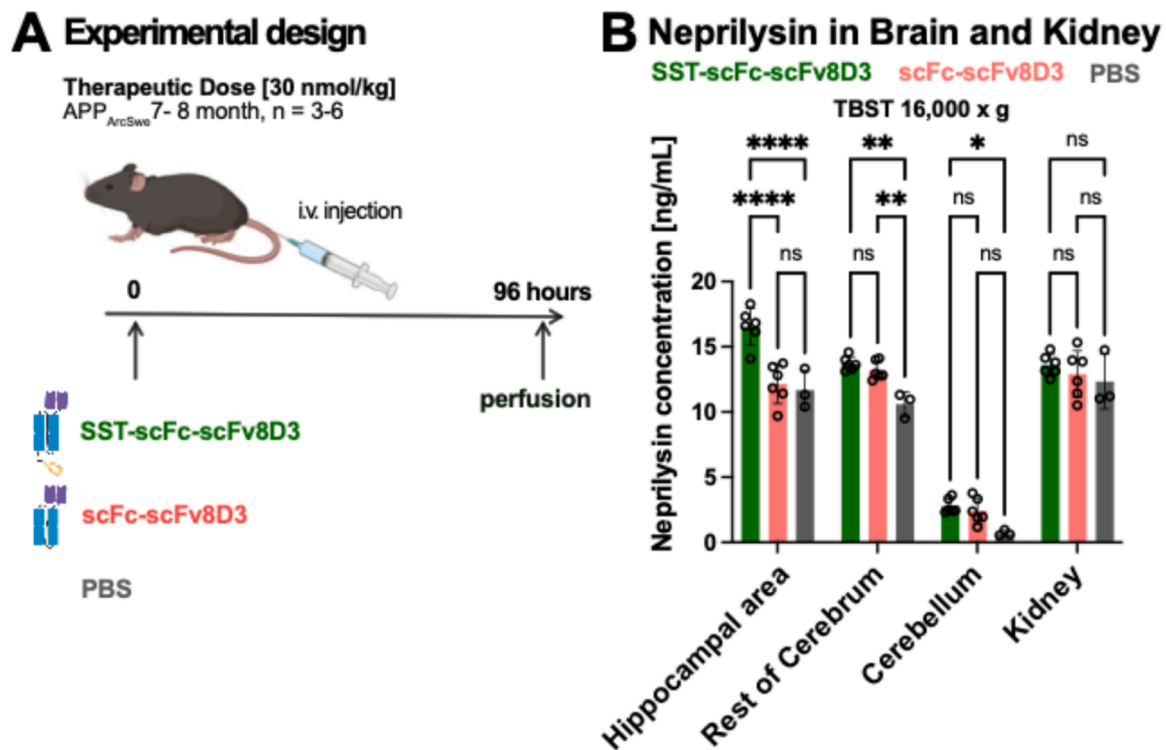 A Experimental design
Therapeutic Dose [30 nmol/kg]
APPArcSwe7- 8 month, n = 3-6
i.v. injection
0
96 hours
perfusion
SST-scFc-scFv8D3
scFc-scFv8D3
PBS
B Neprilysin in Brain and Kidney
SST-scFc-scFv8D3 scFc-scFv8D3 PBS
TBST 16,000 x g
**** ** * ns
**** ** ns ns
ns ns ns ns
Neprilysin concentration [ng/mL]
20
15
10
5
0
Hippocampal area
Rest of Cerebrum
Cerebellum
Kidney